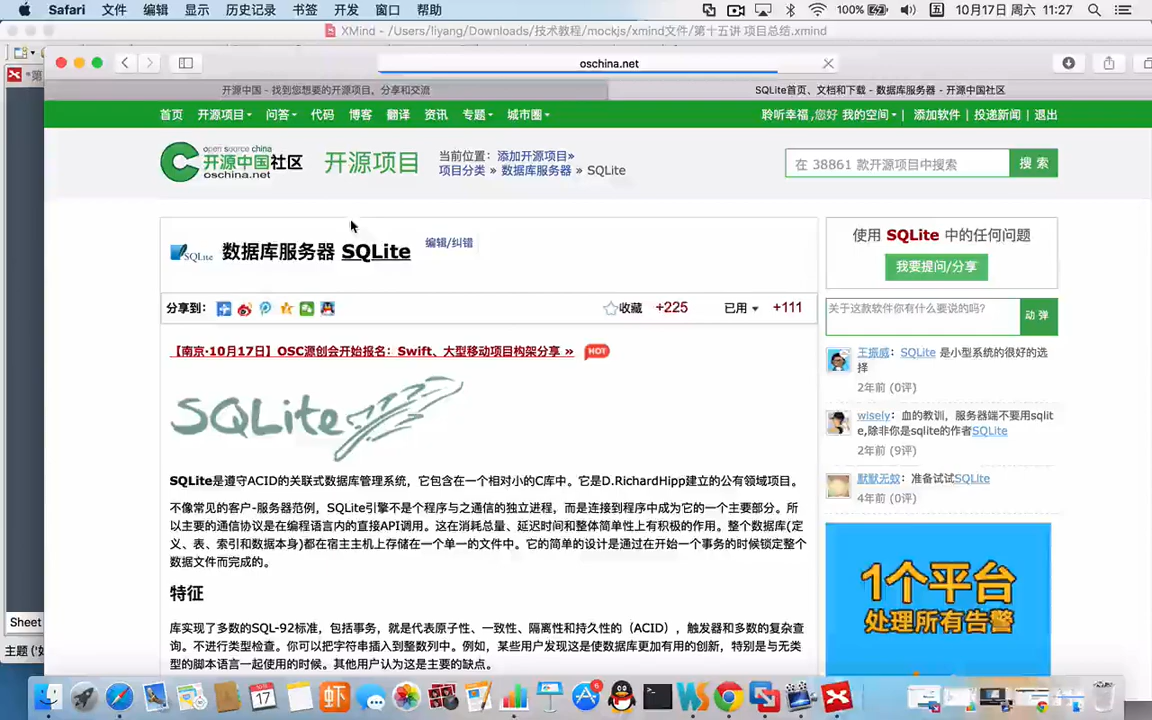 Safari 文件 编辑 显示 历史记录 书签 开发 窗口 帮助 100% 五 10月17日 周六 11:27
XMind - /Users/liyang/Downloads/技术教程/mockjs/xmind文件/第十五讲 项目总结.xmind
oschina.net
开源中国 - 找到您想要的开源项目，分享和交流
SQLite首页、文档和下载 - 数据库服务器 - 开源中国社区
首页 开源项目 问答 代码 博客 翻译 资讯 专题 城市圈 聆听幸福,您好 我的空间 | 添加软件 | 投递新闻 | 退出
open source china
开源中国社区
oschina.net
开源项目
当前位置: 添加开源项目»
项目分类 » 数据库服务器 » SQLite
在 38861 款开源项目中搜索
搜 索
SQLite 数据库服务器 SQLite 编辑/纠错
分享到: 收藏 +225 已用 +111
【南京·10月17日】OSC源创会开始报名：Swift、大型移动项目构架分享 » HOT
SQLite
SQLite是遵守ACID的关联式数据库管理系统，它包含在一个相对小的C库中。它是D.RichardHipp建立的公有领域项目。
不像常见的客户-服务器范例，SQLite引擎不是个程序与之通信的独立进程，而是连接到程序中成为它的一个主要部分。所
以主要的通信协议是在编程语言内的直接API调用。这在消耗总量、延迟时间和整体简单性上有积极的作用。整个数据库(定
义、表、索引和数据本身)都在宿主主机上存储在一个单一的文件中。它的简单的设计是通过在开始一个事务的时候锁定整个
数据文件而完成的。
特征
库实现了多数的SQL-92标准，包括事务，就是代表原子性、一致性、隔离性和持久性的（ACID），触发器和多数的复杂查
询。不进行类型检查。你可以把字符串插入到整数列中。例如，某些用户发现这是使数据库更加有用的创新，特别是与无类
型的脚本语言一起使用的时候。其他用户认为这是主要的缺点。
使用 SQLite 中的任何问题
我要提问/分享
关于这款软件你有什么要说的吗?
动 弹
王振威：SQLite 是小型系统的很好的选
择
2年前 (0评)
wisely：血的教训，服务器端不要用sqlit
e,除非你是sqlite的作者SQLite
2年前 (9评)
默默无蚊：准备试试SQLite
4年前 (0评)
1个平台
处理所有告警
*第
Sheet
主题 ('如
17
虾
6